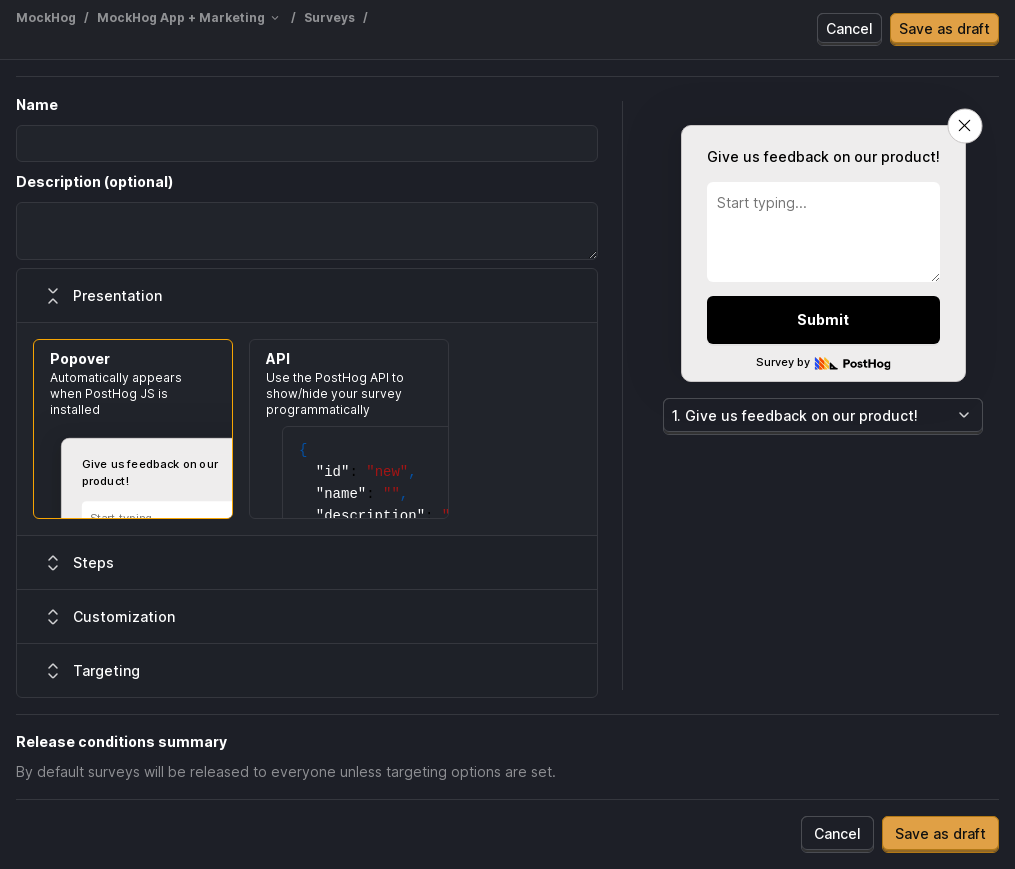 MockHog / MockHog App + Marketing / Surveys /
Cancel
Save as draft
Name
Description (optional)
Presentation
Popover
Automatically appears
when PostHog JS is
installed
Give us feedback on our
product!
Start typing...
API
Use the PostHog API to
show/hide your survey
programmatically
{
"id": "new",
"name": "",
"description": "
Steps
Customization
Targeting
Give us feedback on our product!
Start typing...
Submit
Survey by PostHog
1. Give us feedback on our product!
Release conditions summary
By default surveys will be released to everyone unless targeting options are set.
Cancel
Save as draft